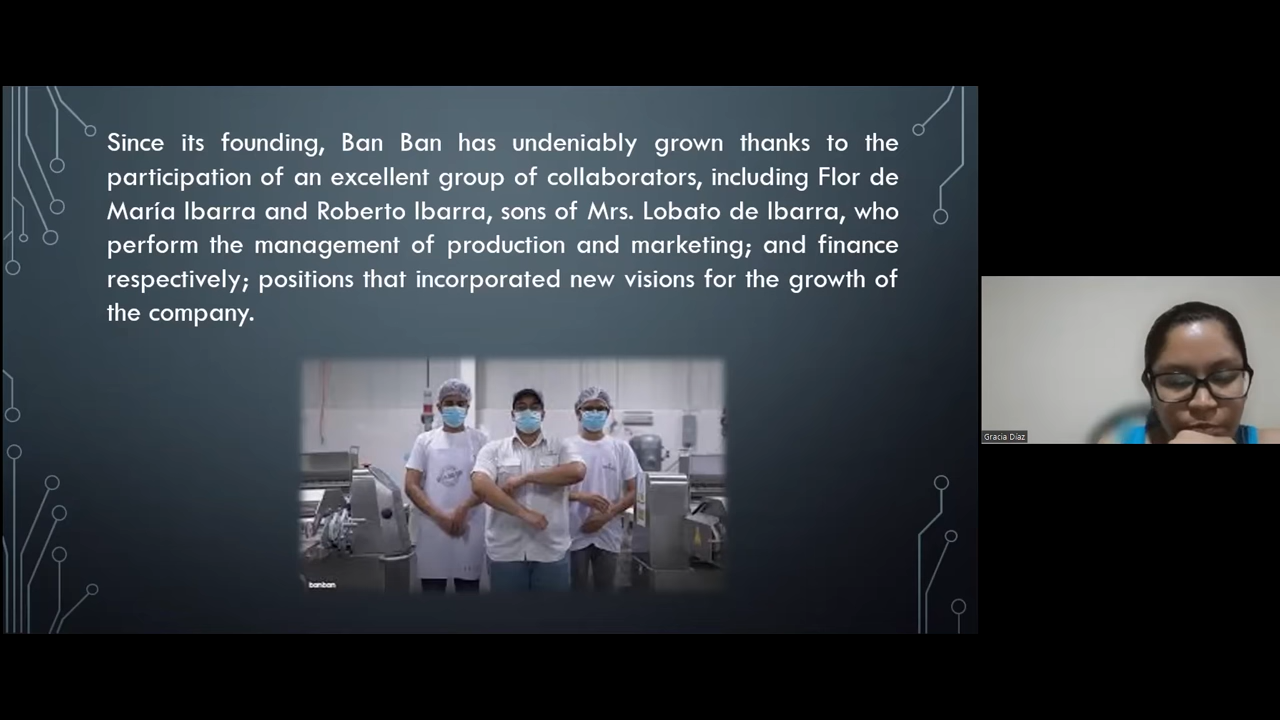 Since its founding, Ban Ban has undeniably grown thanks to the
participation of an excellent group of collaborators, including Flor de
María Ibarra and Roberto Ibarra, sons of Mrs. Lobato de Ibarra, who
perform the management of production and marketing; and finance
respectively; positions that incorporated new visions for the growth of
the company.
banban
Gracia Díaz